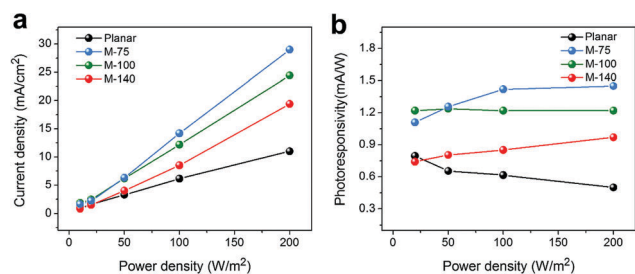 a
Current density (mA/cm²)
30
25
20
15
10
5
0
Planar
M-75
M-100
M-140
0
50
100
150
200
Power density (W/m²)
b
Photoresponsivity(mA/W)
1.8
1.5
1.2
0.9
0.6
0.3
Planar
M-75
M-100
M-140
0
50
100
150
200
Power density (W/m²)